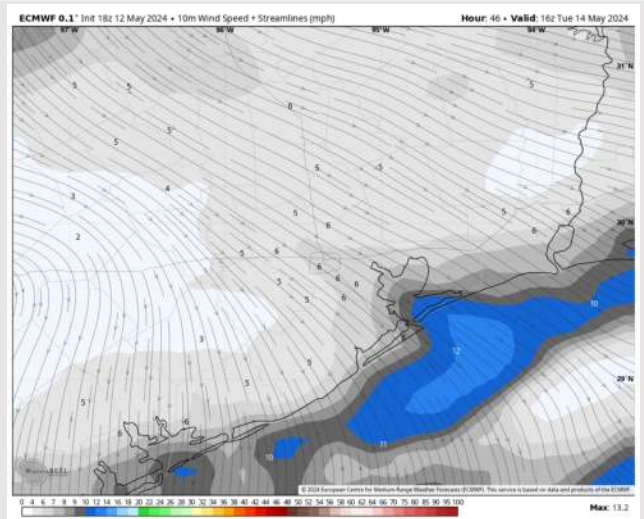 ECMWF 0.1° Init 18z 12 May 2024 • 10m Wind Speed + Streamlines (mph) Hour: 46 • Valid: 16z Tue 14 May 2024
97°W 96°W 95°W 94°W
31°N
5 5 5
6
5 5
5 5
4
3
5 5 6
2 6 6
30°N
5 6
6 6
5 6
5 6
10
3
12
5
29°N
5
5
6 6
11
10
WeatherBELL
© 2024 European Centre for Medium-Range Weather Forecasts (ECMWF). This service is based on data and products of the ECMWF.
0 2 4 6 8 9 10 12 14 16 18 20 22 24 26 28 30 32 34 36 38 40 42 44 46 48 50 52 54 56 58 60 65 70 75 80 85 90 95 100
Max: 13.2